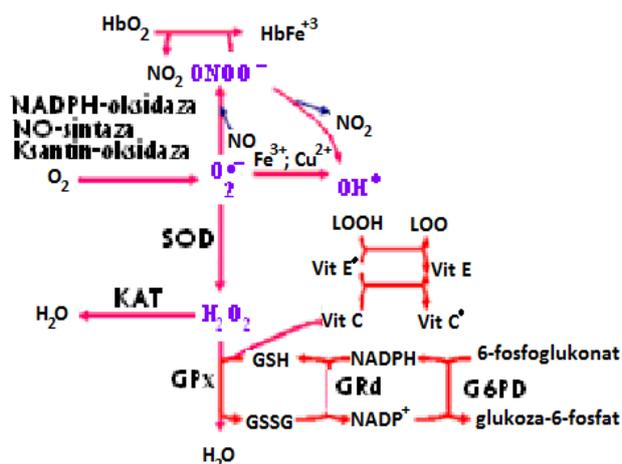 HbO2 HbFe+3
NO2 ONOO−
NADPH-oksidaza
NO-sintaza
Ksantin-oksidaza
NO
NO2
O2
O2•−
Fe3+; Cu2+
OH•
SOD
LOOH LOO
Vit E• Vit E
Vit C Vit C•
H2O
KAT
H2O2
GPx
GSH NADPH 6-fosfoglukonat
GRd G6PD
GSSG NADP+ glukoza-6-fosfat
H2O